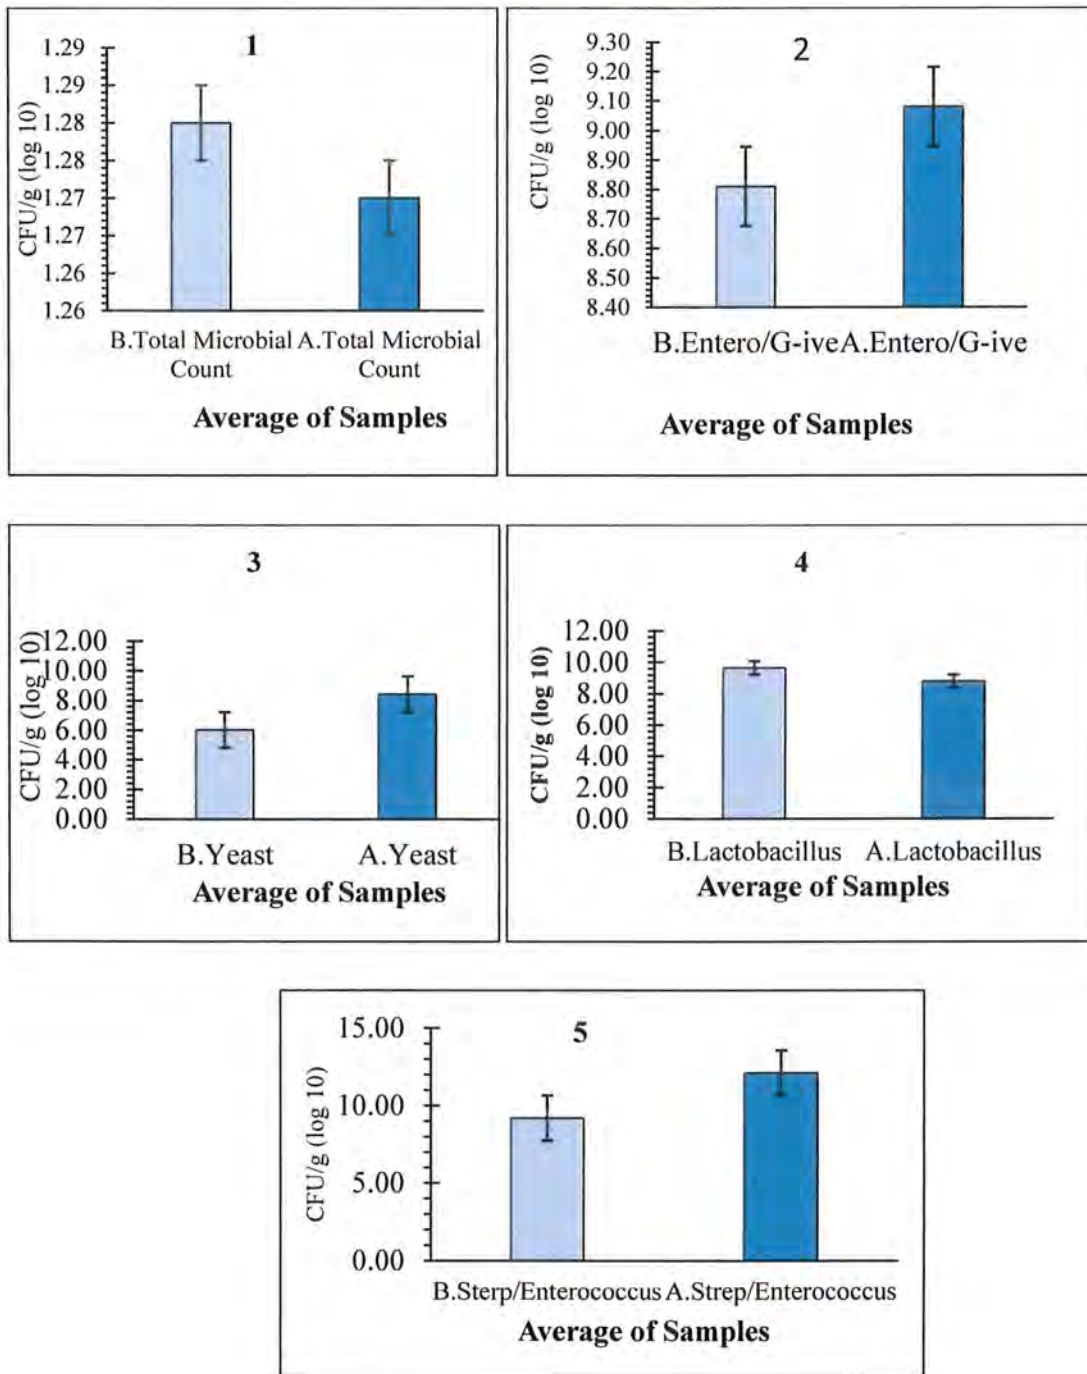 1
1.29
1.29
1.28
1.28
1.27
1.27
1.26
1.26
CFU/g (log 10)
B.Total Microbial Count
A.Total Microbial Count
Average of Samples
2
9.30
9.20
9.10
9.00
8.90
8.80
8.70
8.60
8.50
8.40
CFU/g (log 10)
B.Entero/G-ive
A.Entero/G-ive
Average of Samples
3
12.00
10.00
8.00
6.00
4.00
2.00
0.00
CFU/g (log 10)
B.Yeast
A.Yeast
Average of Samples
4
12.00
10.00
8.00
6.00
4.00
2.00
0.00
CFU/g (log 10)
B.Lactobacillus
A.Lactobacillus
Average of Samples
5
15.00
10.00
5.00
0.00
CFU/g (log 10)
B.Sterp/Enterococcus
A.Strep/Enterococcus
Average of Samples